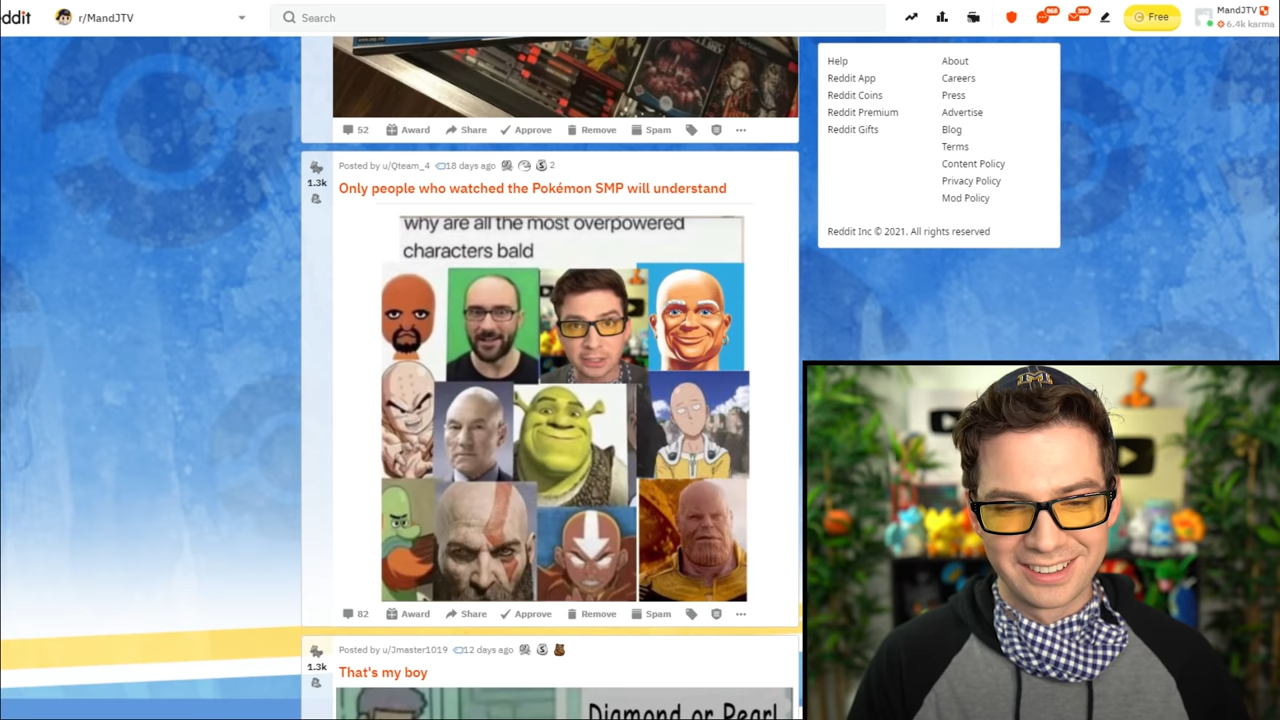 ddit
r/MandJTV
Search
868
390
Free
MandJTV
6.4k karma
52
Award
Share
Approve
Remove
Spam
Help
About
Reddit App
Careers
Reddit Coins
Press
Reddit Premium
Advertise
Reddit Gifts
Blog
Terms
Content Policy
Privacy Policy
Mod Policy
Reddit Inc © 2021. All rights reserved
1.3k
Posted by u/Qteam_4 18 days ago 2
Only people who watched the Pokémon SMP will understand
why are all the most overpowered
characters bald
82
Award
Share
Approve
Remove
Spam
1.3k
Posted by u/Jmaster1019 12 days ago
That's my boy
Diamond or Pearl